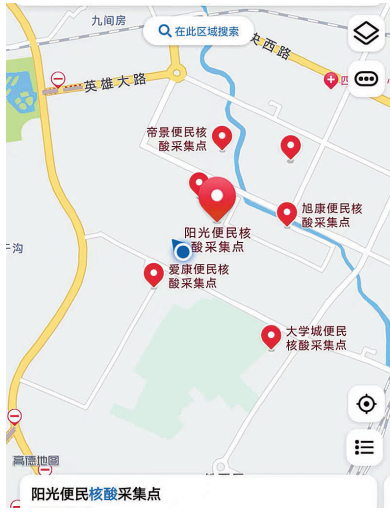 九间房
在此区域搜索
央西路
英雄大路
四
帝景便民核
酸采集点
旭康便民核
酸采集点
阳光便民核
酸采集点
爱康便民核
酸采集点
大学城便民
核酸采集点
高德地图
阳光便民核酸采集点